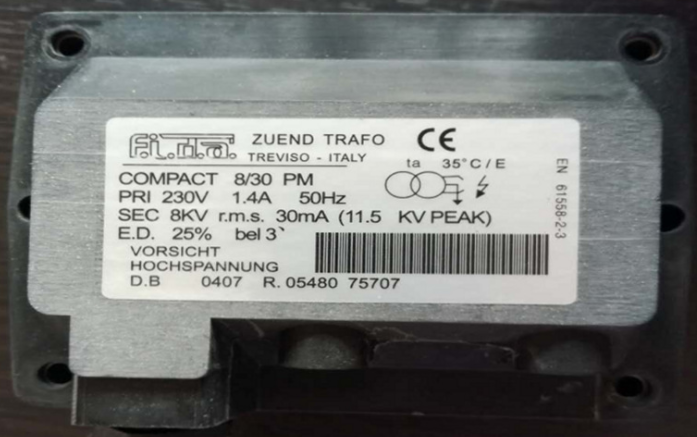 F.I.D.A. ZUEND TRAFO CE
TREVISO - ITALY
ta 35°C/E
COMPACT 8/30 PM
PRI 230V 1.4A 50Hz
SEC 8KV r.m.s. 30mA (11.5 KV PEAK)
E.D. 25% bel 3`
VORSICHT
HOCHSPANNUNG
D.B 0407 R. 05480 75707
EN 61558-2-3